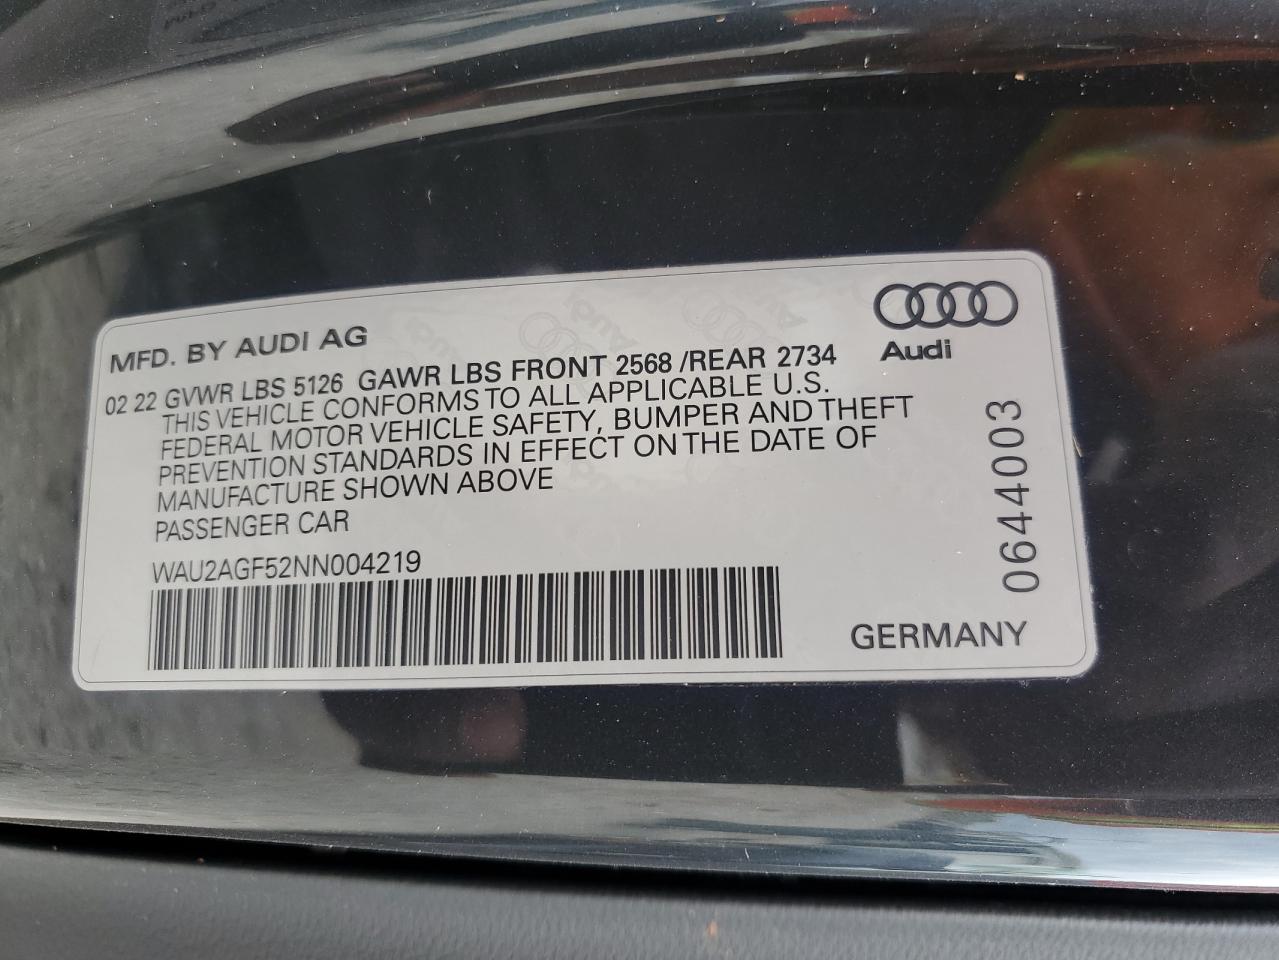 MFD. BY AUDI AG
Audi
02 22 GVWR LBS 5126 GAWR LBS FRONT 2568 /REAR 2734
THIS VEHICLE CONFORMS TO ALL APPLICABLE U.S.
FEDERAL MOTOR VEHICLE SAFETY, BUMPER AND THEFT
PREVENTION STANDARDS IN EFFECT ON THE DATE OF
MANUFACTURE SHOWN ABOVE
PASSENGER CAR
WAU2AGF52NN004219
0644003
GERMANY